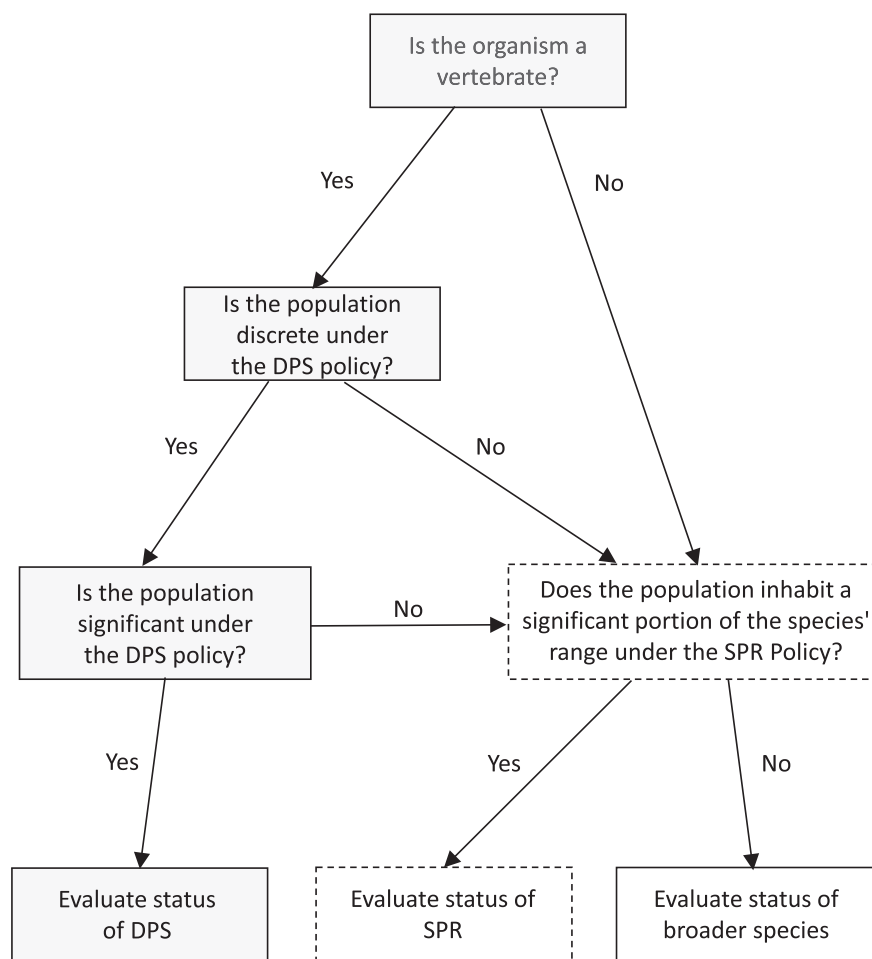 Is the organism a
vertebrate?
Yes
No
Is the population
discrete under
the DPS policy?
Yes
No
Is the population
significant under
the DPS policy?
No
Does the population inhabit a
significant portion of the species'
range under the SPR Policy?
Yes
Yes
No
Evaluate status
of DPS
Evaluate status of
SPR
Evaluate status of
broader species